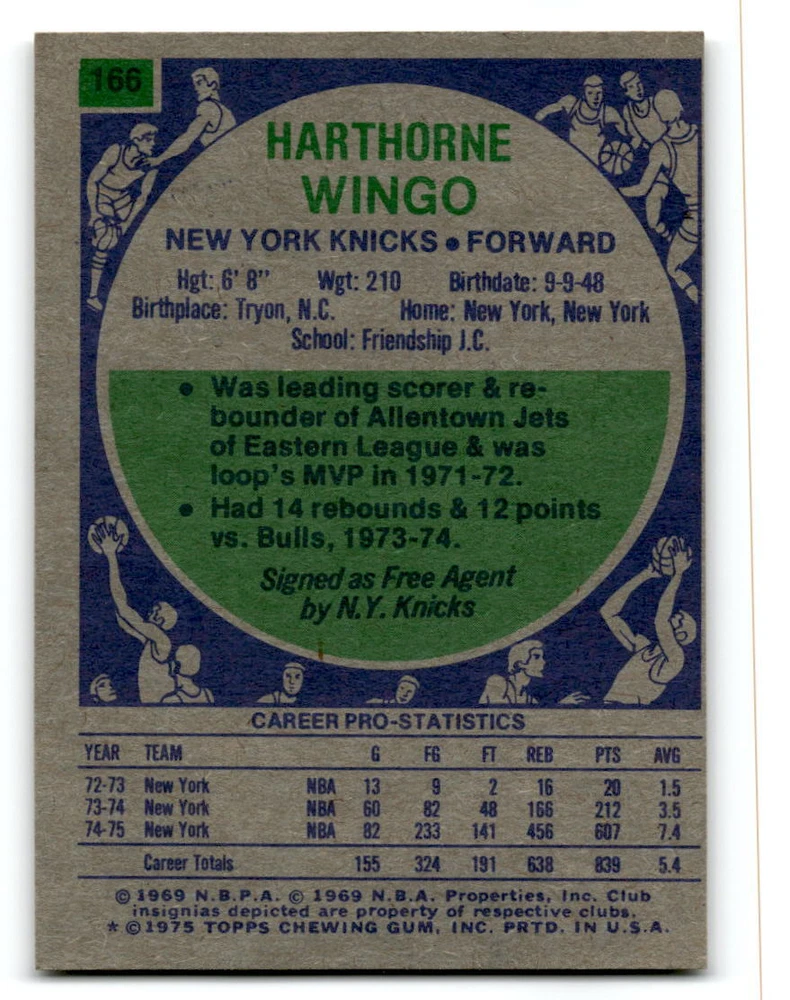 166
HARTHORNE
WINGO
NEW YORK KNICKS • FORWARD
Hgt: 6' 8" Wgt: 210 Birthdate: 9-9-48
Birthplace: Tryon, N.C. Home: New York, New York
School: Friendship J.C.
• Was leading scorer & re-
bounder of Allentown Jets
of Eastern League & was
loop's MVP in 1971-72.
• Had 14 rebounds & 12 points
vs. Bulls, 1973-74.
Signed as Free Agent
by N.Y. Knicks
CAREER PRO-STATISTICS
YEAR TEAM G FG FT REB PTS AVG
72-73 New York NBA 13 9 2 16 20 1.5
73-74 New York NBA 60 82 48 166 212 3.5
74-75 New York NBA 82 233 141 456 607 7.4
Career Totals 155 324 191 638 839 5.4
© 1969 N.B.P.A. © 1969 N.B.A. Properties, Inc. Club
insignias depicted are property of respective clubs.
* © 1975 TOPPS CHEWING GUM, INC. PRTD. IN U.S.A.